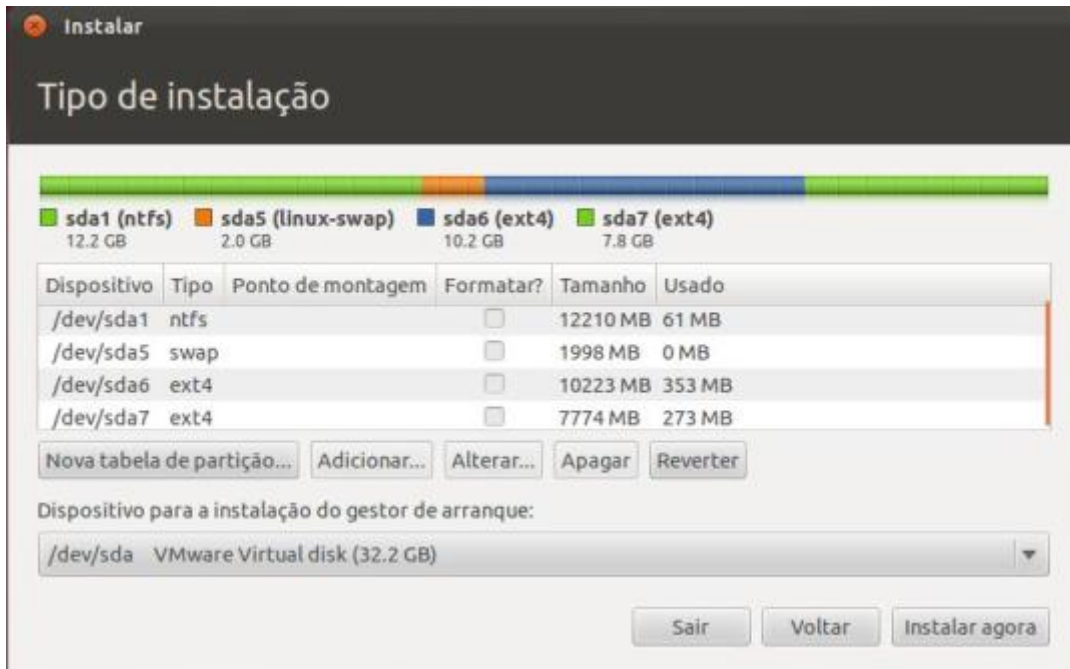 Instalar
Tipo de instalação
sda1 (ntfs) sda5 (linux-swap) sda6 (ext4) sda7 (ext4)
12.2 GB 2.0 GB 10.2 GB 7.8 GB
Dispositivo Tipo Ponto de montagem Formatar? Tamanho Usado
/dev/sda1 ntfs 12210 MB 61 MB
/dev/sda5 swap 1998 MB 0 MB
/dev/sda6 ext4 10223 MB 353 MB
/dev/sda7 ext4 7774 MB 273 MB
Nova tabela de partição... Adicionar... Alterar... Apagar Reverter
Dispositivo para a instalação do gestor de arranque:
/dev/sda VMware Virtual disk (32.2 GB)
Sair Voltar Instalar agora